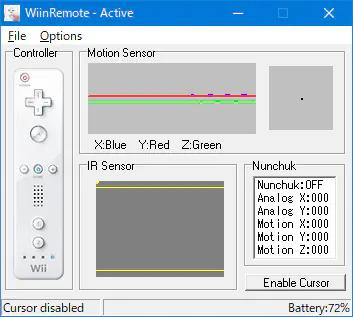 WiinRemote - Active
File Options
Controller
Motion Sensor
X:Blue Y:Red Z:Green
IR Sensor
Nunchuk
Nunchuk:OFF
Analog X:000
Analog Y:000
Motion X:000
Motion Y:000
Motion Z:000
Wii
Enable Cursor
Cursor disabled
Battery:72%